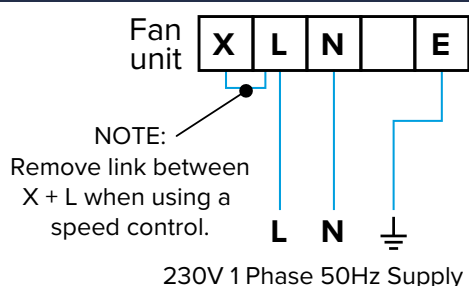 Fan
unit
X L N E
NOTE:
Remove link between
X + L when using a
speed control.
L N
230V 1 Phase 50Hz Supply